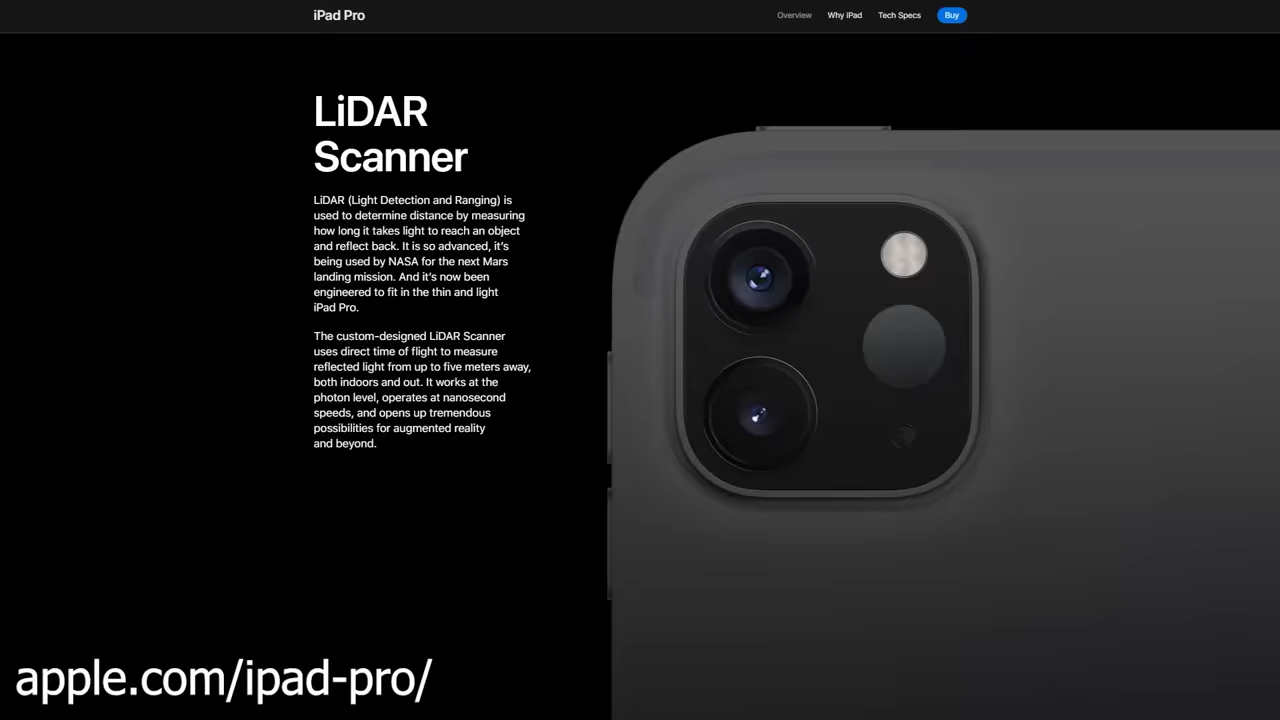 iPad Pro
Overview
Why iPad
Tech Specs
Buy
LiDAR
Scanner
LiDAR (Light Detection and Ranging) is
used to determine distance by measuring
how long it takes light to reach an object
and reflect back. It is so advanced, it’s
being used by NASA for the next Mars
landing mission. And it’s now been
engineered to fit in the thin and light
iPad Pro.
The custom-designed LiDAR Scanner
uses direct time of flight to measure
reflected light from up to five meters away,
both indoors and out. It works at the
photon level, operates at nanosecond
speeds, and opens up tremendous
possibilities for augmented reality
and beyond.
apple.com/ipad-pro/